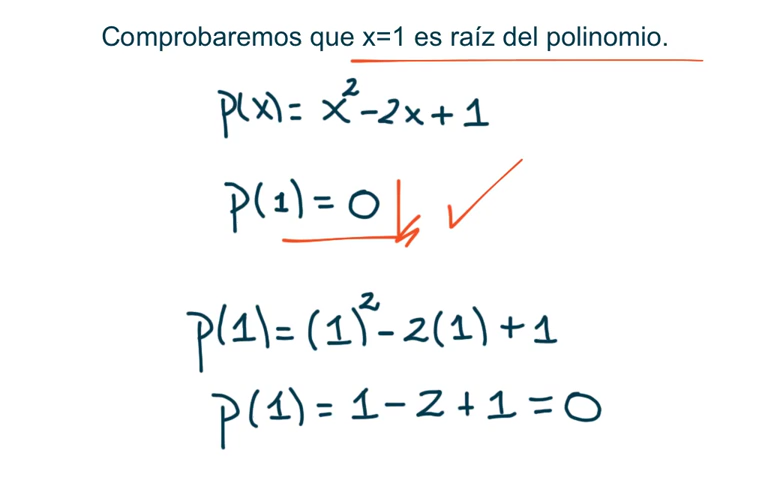 Comprobaremos que x=1 es raíz del polinomio.
p(x)= x²-2x+1
p(1)=0
p(1)=(1)²-2(1)+1
p(1)=1-2+1=0